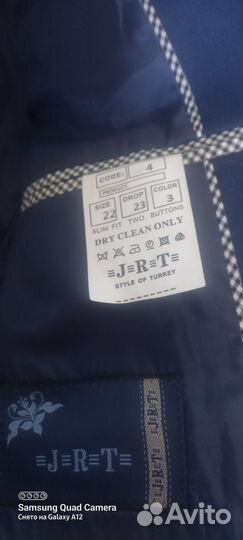 CODE: 4
PRODUCT:
SIZE DROP COLOR
22 23 3
SLIM FIT TWO BUTTONS
DRY CLEAN ONLY
≡J≡R≡T≡
STYLE OF TURKEY
≡J≡R≡T≡
≡J≡R≡T≡
Samsung Quad Camera
Снято на Galaxy A12
Avito